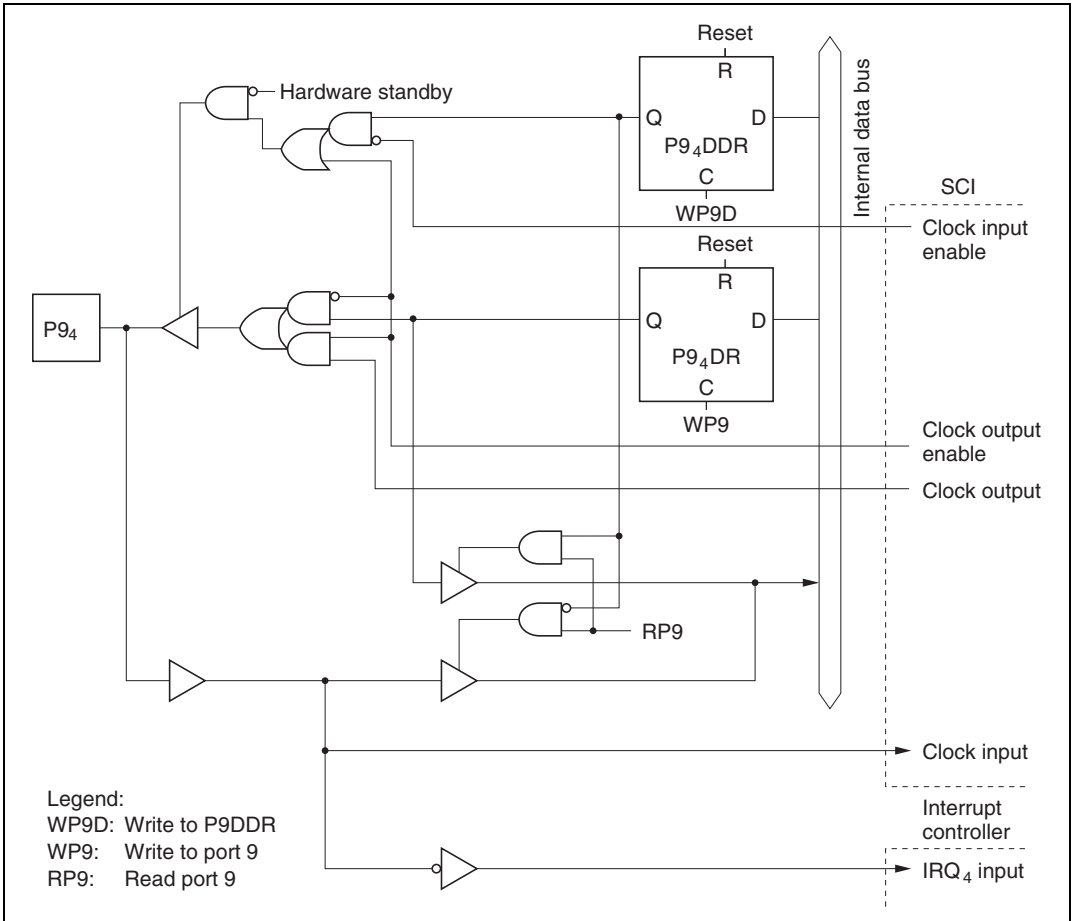 Reset
R
Hardware standby
Q
D
P9₄DDR
C
WP9D
Internal data bus
SCI
Clock input
enable
Reset
R
Q
D
P9₄DR
C
WP9
P9₄
Clock output
enable
Clock output
RP9
Clock input
Legend:
WP9D: Write to P9DDR
WP9: Write to port 9
RP9: Read port 9
Interrupt
controller
IRQ₄ input